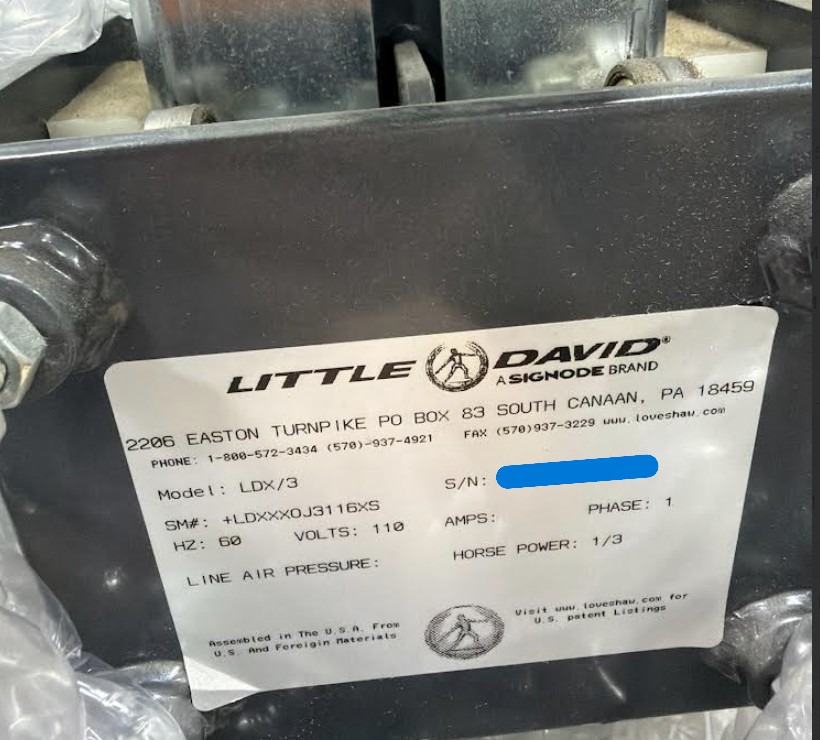 LITTLE DAVID®
A SIGNODE BRAND
2206 EASTON TURNPIKE PO BOX 83 SOUTH CANAAN, PA 18459
PHONE: 1-800-572-3434 (570)-937-4921 FAX (570)937-3229 www.loveshaw.com
Model: LDX/3 S/N:
SM#: +LDXXXOJ3116XS
HZ: 60 VOLTS: 110 AMPS: PHASE: 1
LINE AIR PRESSURE: HORSE POWER: 1/3
Assembled in The U.S.A. From
U.S. And Foreigin Materials
Visit www.loveshaw.com for
U.S. patent Listings